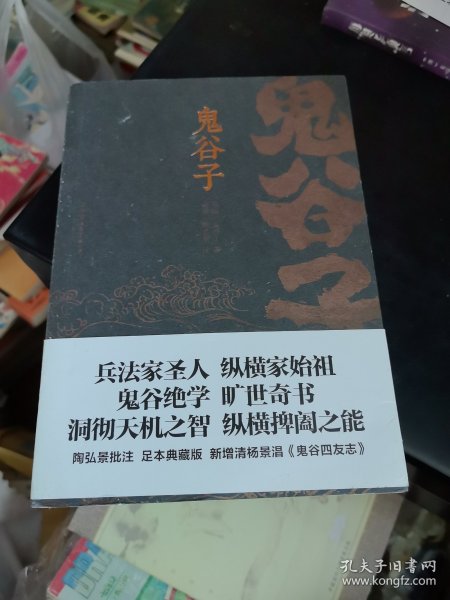 鬼谷子
鬼谷子
兵法家圣人 纵横家始祖
鬼谷绝学 旷世奇书
洞彻天机之智 纵横捭阖之能
陶弘景批注 足本典藏版 新增清杨景淐《鬼谷四友志》
孔夫子旧书网
www.kongfz.com